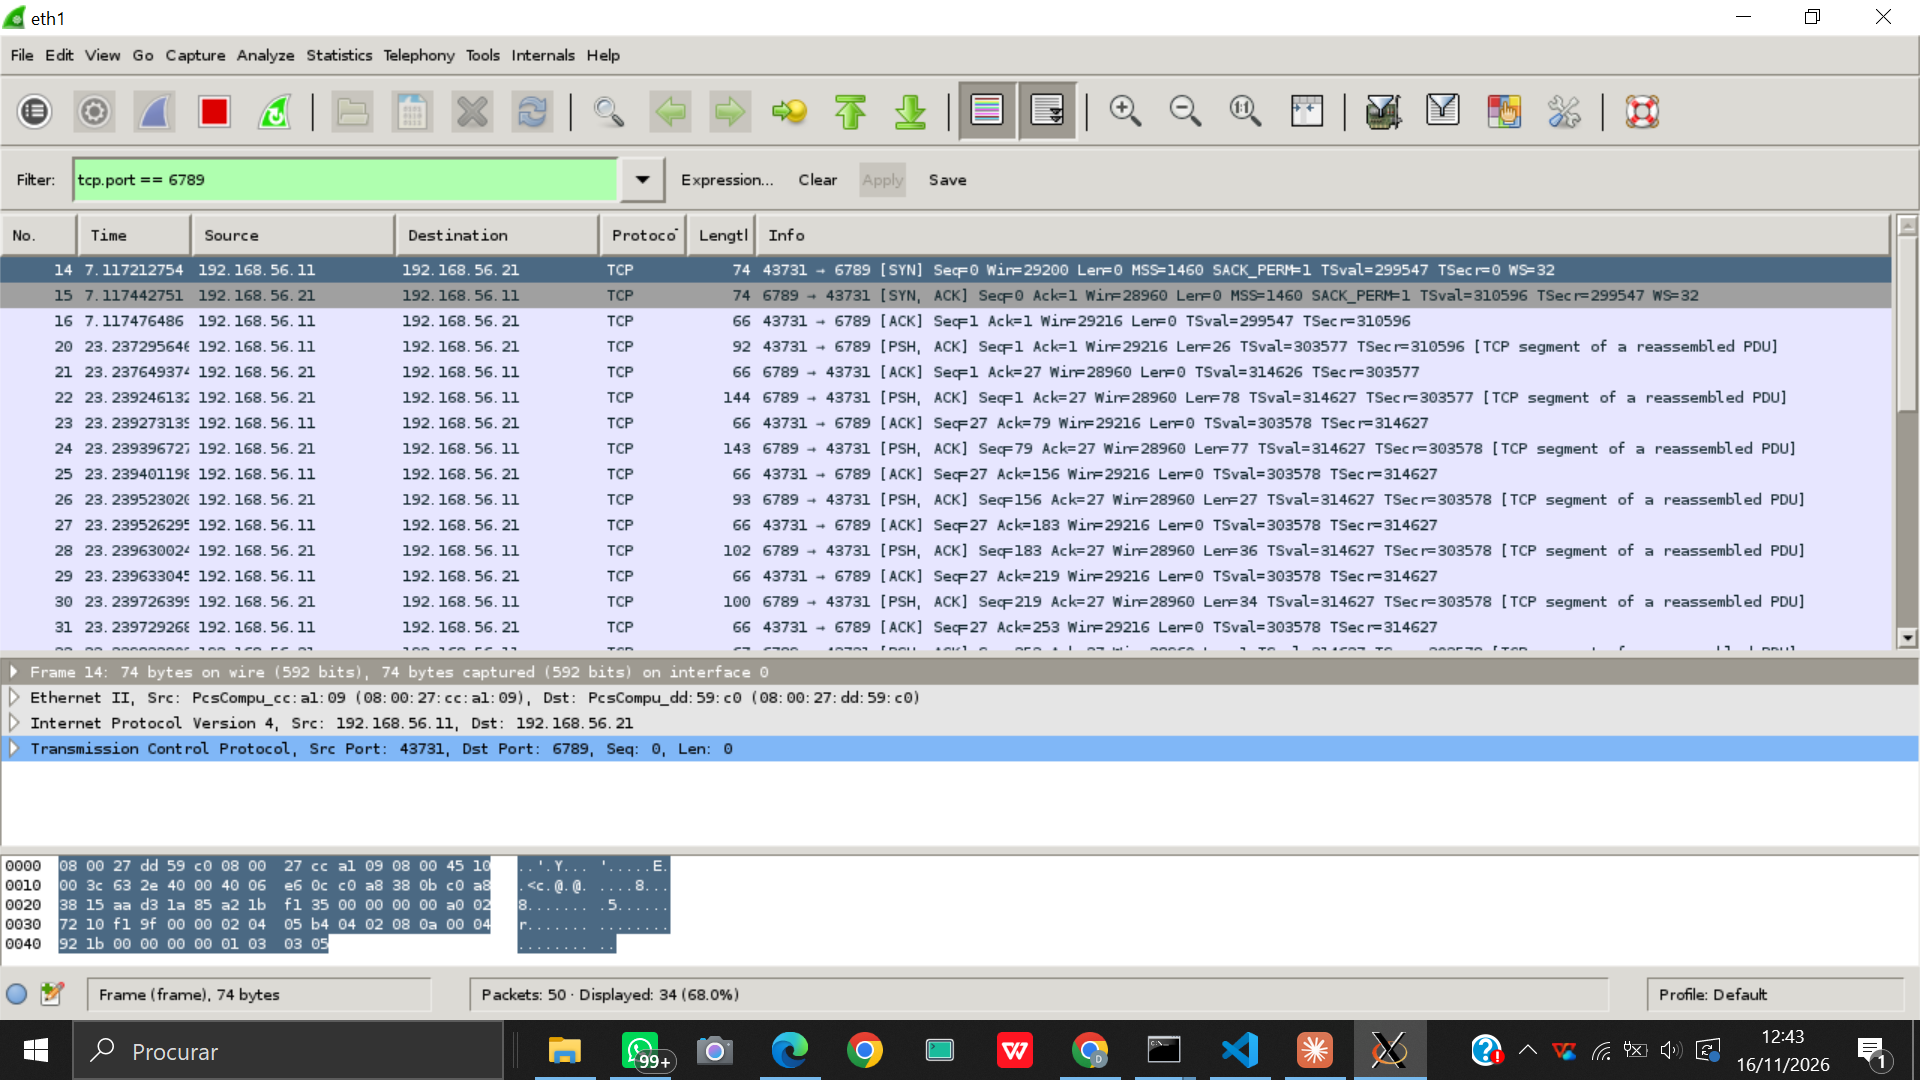 eth1
File Edit View Go Capture Analyze Statistics Telephony Tools Internals Help
Filter: tcp.port == 6789 Expression... Clear Apply Save
No. Time Source Destination Protoco Lengtl Info
14 7.117212754 192.168.56.11 192.168.56.21 TCP 74 43731 → 6789 [SYN] Seq=0 Win=29200 Len=0 MSS=1460 SACK_PERM=1 TSval=299547 TSecr=0 WS=32
15 7.117442751 192.168.56.21 192.168.56.11 TCP 74 6789 → 43731 [SYN, ACK] Seq=0 Ack=1 Win=28960 Len=0 MSS=1460 SACK_PERM=1 TSval=310596 TSecr=299547 WS=32
16 7.117476486 192.168.56.11 192.168.56.21 TCP 66 43731 → 6789 [ACK] Seq=1 Ack=1 Win=29216 Len=0 TSval=299547 TSecr=310596
20 23.237295646 192.168.56.11 192.168.56.21 TCP 92 43731 → 6789 [PSH, ACK] Seq=1 Ack=1 Win=29216 Len=26 TSval=303577 TSecr=310596 [TCP segment of a reassembled PDU]
21 23.237649374 192.168.56.21 192.168.56.11 TCP 66 6789 → 43731 [ACK] Seq=1 Ack=27 Win=28960 Len=0 TSval=314626 TSecr=303577
22 23.239246132 192.168.56.21 192.168.56.11 TCP 144 6789 → 43731 [PSH, ACK] Seq=1 Ack=27 Win=28960 Len=78 TSval=314627 TSecr=303577 [TCP segment of a reassembled PDU]
23 23.239273139 192.168.56.11 192.168.56.21 TCP 66 43731 → 6789 [ACK] Seq=27 Ack=79 Win=29216 Len=0 TSval=303578 TSecr=314627
24 23.239396727 192.168.56.21 192.168.56.11 TCP 143 6789 → 43731 [PSH, ACK] Seq=79 Ack=27 Win=28960 Len=77 TSval=314627 TSecr=303578 [TCP segment of a reassembled PDU]
25 23.239401198 192.168.56.11 192.168.56.21 TCP 66 43731 → 6789 [ACK] Seq=27 Ack=156 Win=29216 Len=0 TSval=303578 TSecr=314627
26 23.239523020 192.168.56.21 192.168.56.11 TCP 93 6789 → 43731 [PSH, ACK] Seq=156 Ack=27 Win=28960 Len=27 TSval=314627 TSecr=303578 [TCP segment of a reassembled PDU]
27 23.239526295 192.168.56.11 192.168.56.21 TCP 66 43731 → 6789 [ACK] Seq=27 Ack=183 Win=29216 Len=0 TSval=303578 TSecr=314627
28 23.239630024 192.168.56.21 192.168.56.11 TCP 102 6789 → 43731 [PSH, ACK] Seq=183 Ack=27 Win=28960 Len=36 TSval=314627 TSecr=303578 [TCP segment of a reassembled PDU]
29 23.239633045 192.168.56.11 192.168.56.21 TCP 66 43731 → 6789 [ACK] Seq=27 Ack=219 Win=29216 Len=0 TSval=303578 TSecr=314627
30 23.239726399 192.168.56.21 192.168.56.11 TCP 100 6789 → 43731 [PSH, ACK] Seq=219 Ack=27 Win=28960 Len=34 TSval=314627 TSecr=303578 [TCP segment of a reassembled PDU]
31 23.239729268 192.168.56.11 192.168.56.21 TCP 66 43731 → 6789 [ACK] Seq=27 Ack=253 Win=29216 Len=0 TSval=303578 TSecr=314627
Frame 14: 74 bytes on wire (592 bits), 74 bytes captured (592 bits) on interface 0
Ethernet II, Src: PcsCompu_cc:a1:09 (08:00:27:cc:a1:09), Dst: PcsCompu_dd:59:c0 (08:00:27:dd:59:c0)
Internet Protocol Version 4, Src: 192.168.56.11, Dst: 192.168.56.21
Transmission Control Protocol, Src Port: 43731, Dst Port: 6789, Seq: 0, Len: 0
0000 08 00 27 dd 59 c0 08 00 27 cc a1 09 08 00 45 10 ..'.Y... '.....E.
0010 00 3c 63 2e 40 00 40 06 e6 0c c0 a8 38 0b c0 a8 .<c.@.@. ....8...
0020 38 15 aa d3 1a 85 a2 1b f1 35 00 00 00 00 a0 02 8....... .5......
0030 72 10 f1 9f 00 00 02 04 05 b4 04 02 08 0a 00 04 r....... ........
0040 92 1b 00 00 00 00 01 03 03 05 ........ ..
Frame (frame), 74 bytes Packets: 50 · Displayed: 34 (68.0%) Profile: Default
Procurar
99+
12:43
16/11/2026
1